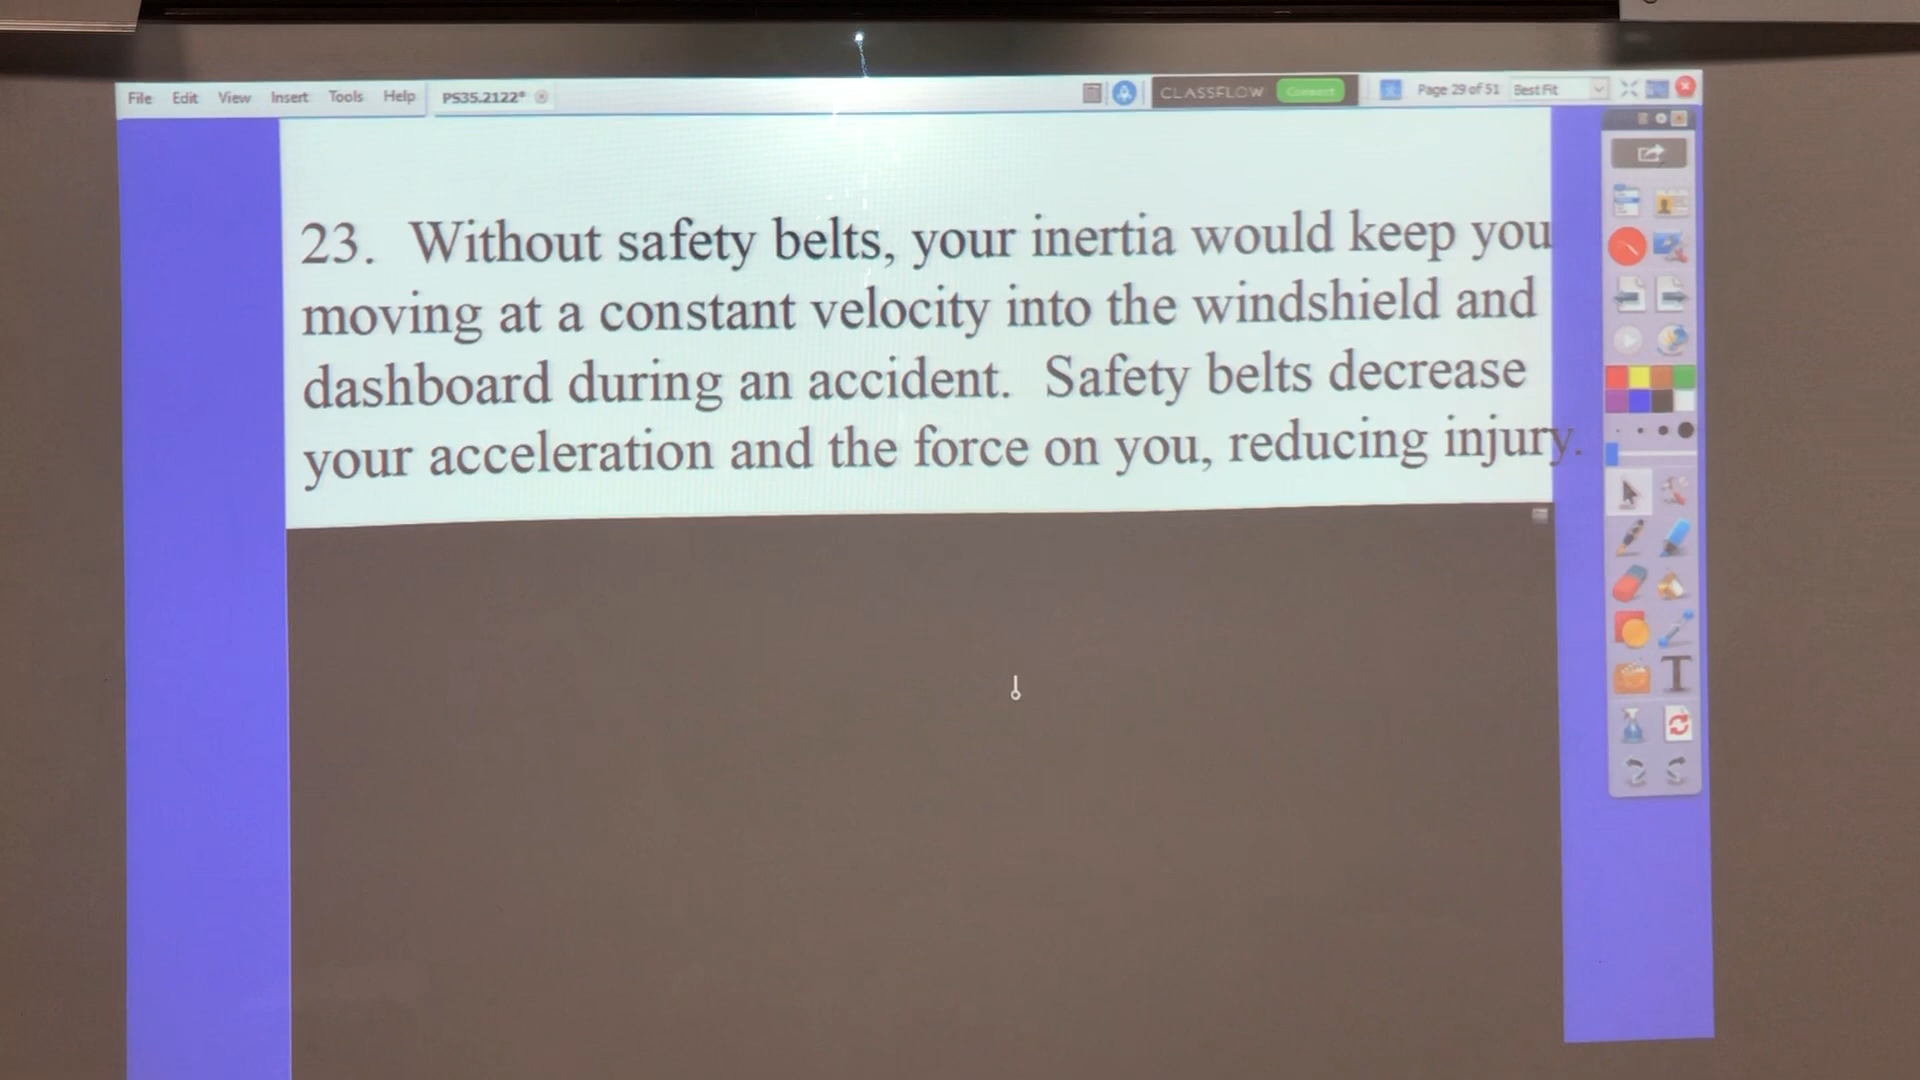 File Edit View Insert Tools Help PS35.2122* CLASSFLOW Connect Page 29 of 51 Best Fit
23. Without safety belts, your inertia would keep you
moving at a constant velocity into the windshield and
dashboard during an accident. Safety belts decrease
your acceleration and the force on you, reducing injury.
T